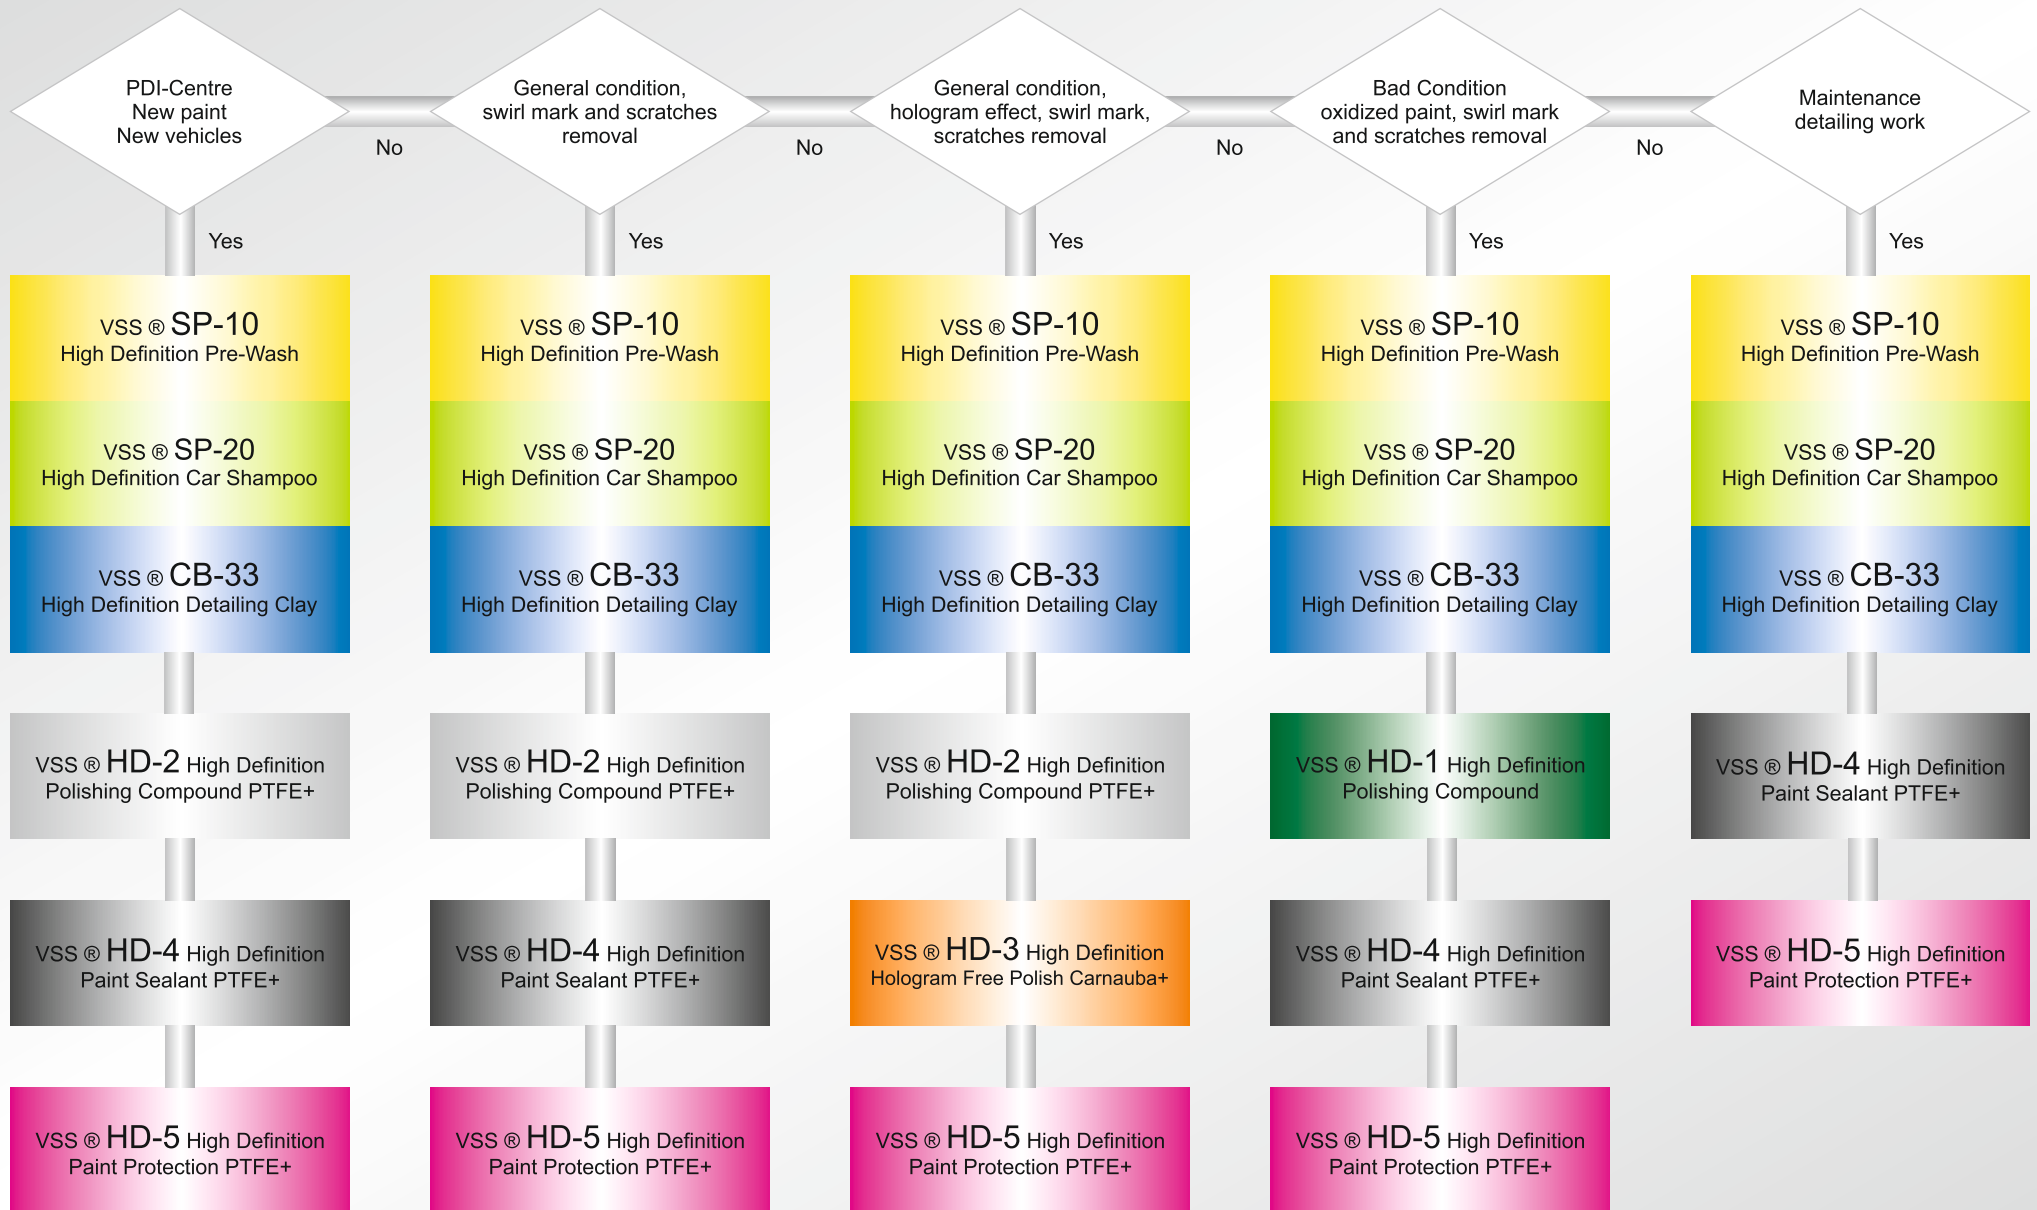 PDI-Centre
New paint
New vehicles
No
General condition,
swirl mark and scratches
removal
No
General condition,
hologram effect, swirl mark,
scratches removal
No
Bad Condition
oxidized paint, swirl mark
and scratches removal
No
Maintenance
detailing work
Yes
VSS ® SP-10
High Definition Pre-Wash
VSS ® SP-20
High Definition Car Shampoo
VSS ® CB-33
High Definition Detailing Clay
VSS ® HD-2 High Definition
Polishing Compound PTFE+
VSS ® HD-4 High Definition
Paint Sealant PTFE+
VSS ® HD-5 High Definition
Paint Protection PTFE+
Yes
VSS ® SP-10
High Definition Pre-Wash
VSS ® SP-20
High Definition Car Shampoo
VSS ® CB-33
High Definition Detailing Clay
VSS ® HD-2 High Definition
Polishing Compound PTFE+
VSS ® HD-4 High Definition
Paint Sealant PTFE+
VSS ® HD-5 High Definition
Paint Protection PTFE+
Yes
VSS ® SP-10
High Definition Pre-Wash
VSS ® SP-20
High Definition Car Shampoo
VSS ® CB-33
High Definition Detailing Clay
VSS ® HD-2 High Definition
Polishing Compound PTFE+
VSS ® HD-3 High Definition
Hologram Free Polish Carnauba+
VSS ® HD-5 High Definition
Paint Protection PTFE+
Yes
VSS ® SP-10
High Definition Pre-Wash
VSS ® SP-20
High Definition Car Shampoo
VSS ® CB-33
High Definition Detailing Clay
VSS ® HD-1 High Definition
Polishing Compound
VSS ® HD-4 High Definition
Paint Sealant PTFE+
VSS ® HD-5 High Definition
Paint Protection PTFE+
Yes
VSS ® SP-10
High Definition Pre-Wash
VSS ® SP-20
High Definition Car Shampoo
VSS ® CB-33
High Definition Detailing Clay
VSS ® HD-4 High Definition
Paint Sealant PTFE+
VSS ® HD-5 High Definition
Paint Protection PTFE+